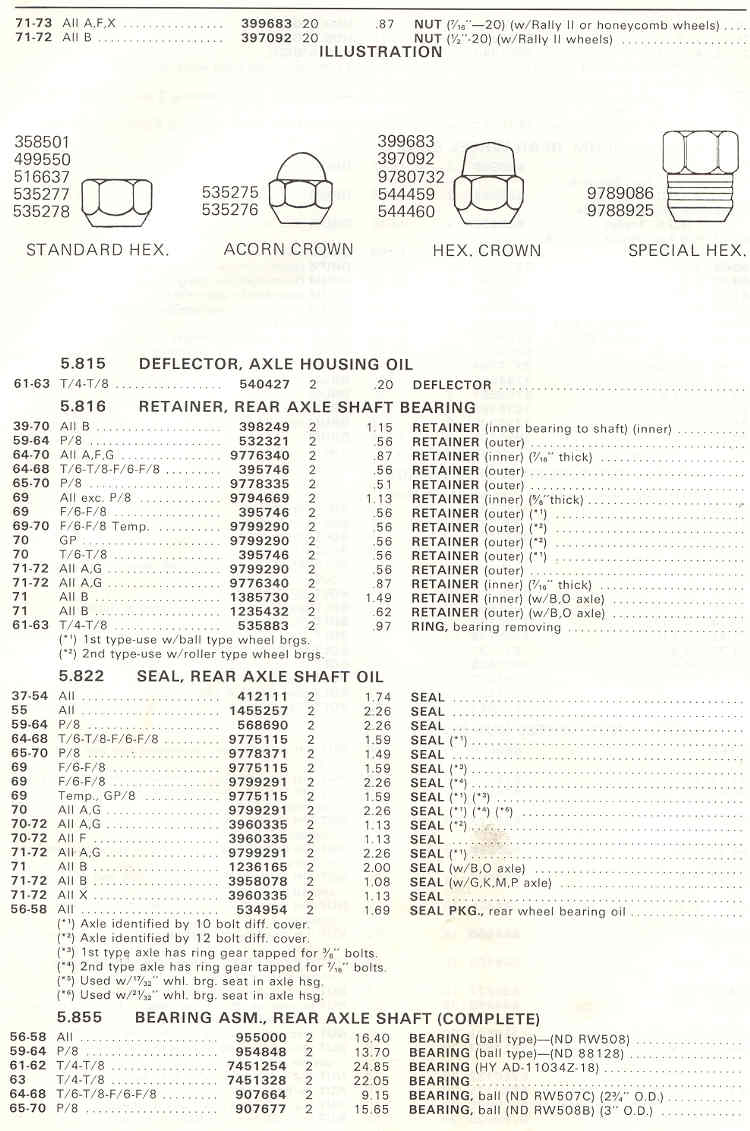 71-73 All A,F,X 399683 20 .87 NUT (7/16"—20) (w/Rally II or honeycomb wheels) ....
71-72 All B 397092 20 NUT (½"-20) (w/Rally II wheels) ....
ILLUSTRATION
358501
499550
516637
535277
535278
STANDARD HEX.
535275
535276
ACORN CROWN
399683
397092
9780732
544459
544460
HEX. CROWN
9789086
9788925
SPECIAL HEX.
5.815 DEFLECTOR, AXLE HOUSING OIL
61-63 T/4-T/8 .... 540427 2 .20 DEFLECTOR ....
5.816 RETAINER, REAR AXLE SHAFT BEARING
39-70 All B .... 398249 2 1.15 RETAINER (inner bearing to shaft) (inner) ....
59-64 P/8 .... 532321 2 .56 RETAINER (outer) ....
64-70 All A,F,G .... 9776340 2 .87 RETAINER (inner) (7/16" thick) ....
64-68 T/6-T/8-F/6-F/8 .... 395746 2 .56 RETAINER (outer) ....
65-70 P/8 .... 9778335 2 .51 RETAINER (outer) ....
69 All exc. P/8 .... 9794669 2 1.13 RETAINER (inner) (⅝"thick) ....
69 F/6-F/8 .... 395746 2 .56 RETAINER (outer) (*¹) ....
69-70 F/6-F/8 Temp. .... 9799290 2 .56 RETAINER (outer) (*²) ....
70 GP .... 9799290 2 .56 RETAINER (outer) (*²) ....
70 T/6-T/8 .... 395746 2 .56 RETAINER (outer) (*¹) ....
71-72 All A,G .... 9799290 2 .56 RETAINER (outer) ....
71-72 All A,G .... 9776340 2 .87 RETAINER (inner) (7/16" thick) ....
71 All B .... 1385730 2 1.49 RETAINER (inner) (w/B,O axle) ....
71 All B .... 1235432 2 .62 RETAINER (outer) (w/B,O axle) ....
61-63 T/4-T/8 .... 535883 2 .97 RING, bearing removing ....
(*¹) 1st type-use w/ball type wheel brgs.
(*²) 2nd type-use w/roller type wheel brgs.
5.822 SEAL, REAR AXLE SHAFT OIL
37-54 All .... 412111 2 1.74 SEAL ....
55 All .... 1455257 2 2.26 SEAL ....
59-64 P/8 .... 568690 2 2.26 SEAL ....
64-68 T/6-T/8-F/6-F/8 .... 9775115 2 1.59 SEAL (*¹) ....
65-70 P/8 .... 9778371 2 1.49 SEAL ....
69 F/6-F/8 .... 9775115 2 1.59 SEAL (*³) ....
69 F/6-F/8 .... 9799291 2 2.26 SEAL (*⁴) ....
69 Temp., GP/8 .... 9775115 2 1.59 SEAL (*¹) (*³) ....
70 All A,G .... 9799291 2 2.26 SEAL (*¹) (*⁴) (*⁵) ....
70-72 All A,G .... 3960335 2 1.13 SEAL (*²) ....
70-72 All F .... 3960335 2 1.13 SEAL ....
71-72 All A,G .... 9799291 2 2.26 SEAL (*¹) ....
71 All B .... 1236165 2 2.00 SEAL (w/B,O axle) ....
71-72 All B .... 3958078 2 1.08 SEAL (w/G,K,M,P axle) ....
71-72 All X .... 3960335 2 1.13 SEAL ....
56-58 All .... 534954 2 1.69 SEAL PKG., rear wheel bearing oil ....
(*¹) Axle identified by 10 bolt diff. cover.
(*²) Axle identified by 12 bolt diff. cover.
(*³) 1st type axle has ring gear tapped for ⅜" bolts.
(*⁴) 2nd type axle has ring gear tapped for 7/16" bolts.
(*⁵) Used w/17/32" whl. brg. seat in axle hsg.
(*⁶) Used w/21/32" whl. brg. seat in axle hsg.
5.855 BEARING ASM., REAR AXLE SHAFT (COMPLETE)
56-58 All .... 955000 2 16.40 BEARING (ball type)—(ND RW508) ....
59-64 P/8 .... 954848 2 13.70 BEARING (ball type)—(ND 88128) ....
61-62 T/4-T/8 .... 7451254 2 24.85 BEARING (HY AD-11034Z-18) ....
63 T/4-T/8 .... 7451328 2 22.05 BEARING ....
64-68 T/6-T/8-F/6-F/8 .... 907664 2 9.15 BEARING, ball (ND RW507C) (2¾" O.D.) ....
65-70 P/8 .... 907677 2 15.65 BEARING, ball (ND RW508B) (3" O.D.) ....